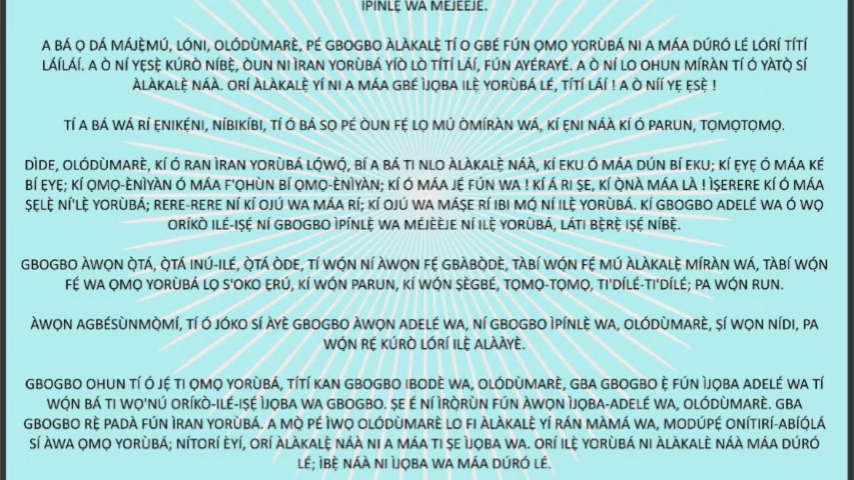 ÌPÍNLẸ̀ WA MÉJÈÈJE.
A BÁ Ọ DÁ MÁJẸ̀MÚ, LÓNI, OLÓDÙMARÈ, PÉ GBOGBO ÀLÀKALẸ̀ TÍ O GBÉ FÚN ỌMỌ YORÙBÁ NI A MÁA DÚRÓ LÉ LÓRÍ TÍTÍ
LÁÍLÁÍ. A Ò NÍ YẸSẸ̀ KÚRÒ NÍBẸ̀, ÒUN NI ÌRAN YORÙBÁ YÍÒ LÒ TÍTÍ LÁÍ, FÚN AYÉRAYÉ. A Ò NÍ LO OHUN MÍRÀN TÍ Ó YÀTỌ̀ SÍ
ÀLÀKALẸ̀ NÁÀ. ORÍ ÀLÀKALẸ̀ YÍ NI A MÁA GBÉ ÌJỌBA ILẸ̀ YORÙBÁ LÉ, TÍTÍ LÁÍ ! A Ò NÍÍ YẸ ẸSẸ̀ !
TÍ A BÁ WÁ RÍ ẸNIKẸ́NI, NÍBIKÍBI, TÍ Ó BÁ SỌ PÉ ÒUN FẸ́ LỌ MÚ ÒMÍRÀN WÁ, KÍ ẸNI NÁÀ KÍ Ó PARUN, TỌMỌTỌMỌ.
DÌDE, OLÓDÙMARÈ, KÍ Ó RAN ÌRAN YORÙBÁ LỌ́WỌ́, BÍ A BÁ TI NLO ÀLÀKALẸ̀ NÁÀ, KÍ EKU Ó MÁA DÚN BÍ EKU; KÍ ẸYẸ Ó MÁA KÉ
BÍ ẸYẸ; KÍ ỌMỌ-ÈNÌYÀN Ó MÁA F'ỌHÙN BÍ ỌMỌ-ÈNÌYÀN; KÍ Ó MÁA JẸ́ FÚN WA ! KÍ Á RI ṢE, KÍ Ọ̀NÀ MÁA LÀ ! ÌṢERERE KÍ Ó MÁA
ṢẸLẸ̀ NÍ'LẸ̀ YORÙBÁ; RERE-RERE NÍ KÍ OJÚ WA MÁA RÍ; KÍ OJÚ WA MÁṢE RÍ IBI MỌ́ NÍ ILẸ̀ YORÙBÁ. KÍ GBOGBO ADELÉ WA Ó WỌ
ORÍKÒ ILÉ-IṢẸ́ NÍ GBOGBO ÌPÍNLẸ̀ WA MÉJÈÈJE NÍ ILẸ̀ YORÙBÁ, LÁTI BẸ̀RẸ̀ IṢẸ́ NÍBẸ̀.
GBOGBO ÀWỌN Ọ̀TÁ, Ọ̀TÁ INÚ-ILÉ, Ọ̀TÁ ÒDE, TÍ WỌ́N NÍ ÀWỌN FẸ́ GBÀBỌ̀DÈ, TÀBÍ WỌ́N FẸ́ MÚ ÀLÀKALẸ̀ MÍRÀN WÁ, TÀBÍ WỌ́N
FẸ́ WA ỌMỌ YORÙBÁ LỌ S'OKO ẸRÚ, KÍ WỌ́N PARUN, KÍ WỌ́N ṢÈGBÉ, TỌMỌ-TỌMỌ, TI'DÍLÉ-TI'DÍLÉ; PA WỌ́N RUN.
ÀWỌN AGBÉSÙNMỌ̀MÍ, TÍ Ó JÓKO SÍ ÀYÈ GBOGBO ÀWỌN ADELÉ WA, NÍ GBOGBO ÌPÍNLẸ̀ WA, OLÓDÙMARÈ, ṢÍ WỌN NÍDI, PA
WỌ́N RẸ́ KÚRÒ LÓRÍ ILẸ̀ ALÀÀYÈ.
GBOGBO OHUN TÍ Ó JẸ́ TI ỌMỌ YORÙBÁ, TÍTÍ KAN GBOGBO IBODÈ WA, OLÓDÙMARÈ, GBA GBOGBO Ẹ̀ FÚN ÌJỌBA ADELÉ WA TÍ
WỌ́N BÁ TI WỌ'NÚ ORÍKÒ-ILÉ-IṢẸ́ ÌJỌBA WA GBOGBO. ṢE É NÍ ÌRỌ̀RÙN FÚN ÀWỌN ÌJỌBA-ADELÉ WA, OLÓDÙMARÈ. GBA
GBOGBO RẸ̀ PADÀ FÚN ÌRAN YORÙBÁ. A MỌ̀ PÉ ÌWỌ OLÓDÙMARÈ LO FI ÀLÀKALẸ̀ YÍ RÁN MÀMÁ WA, MODÚPÉ ONÍTIRÍ-ABÍỌ́LÁ
SÍ ÀWA ỌMỌ YORÙBÁ; NÍTORÍ ÈYÍ, ORÍ ÀLÀKALẸ̀ NÁÀ NI A MÁA TI ṢE ÌJỌBA WA. ORÍ ILẸ̀ YORÙBÁ NI ÀLÀKALẸ̀ NÁÀ MÁA DÚRÓ
LÉ; ÌBẸ̀ NÁÀ NI ÌJỌBA WA MÁA DÚRÓ LÉ.